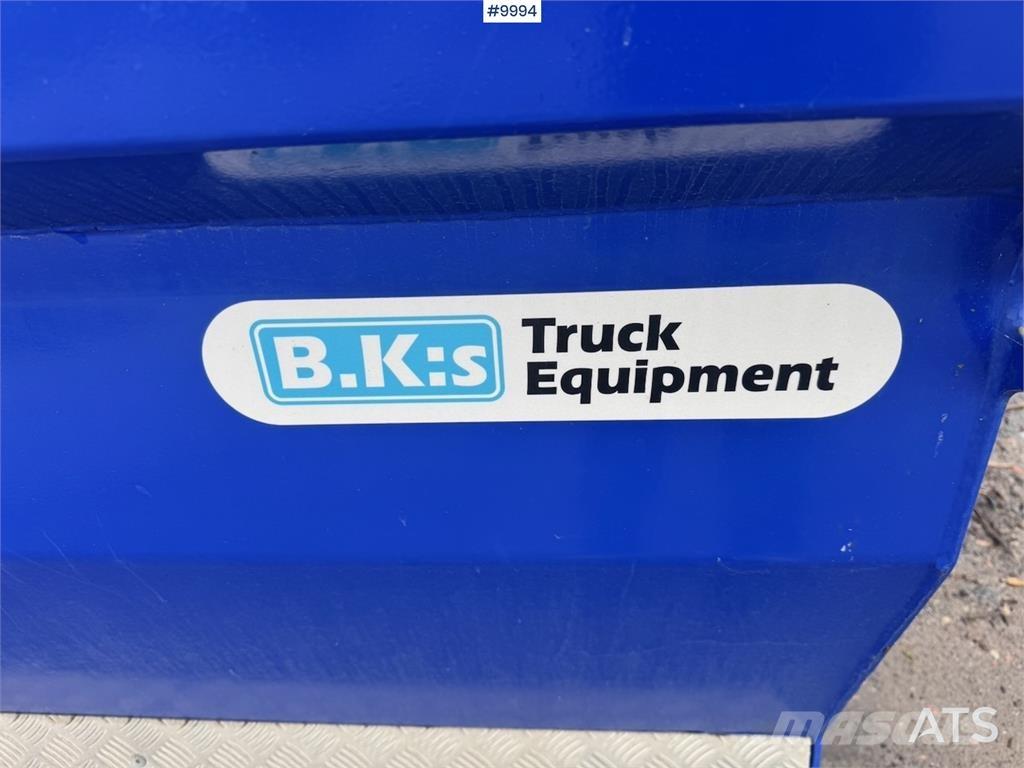 #9994
B.K:s
Truck
Equipment
MASCUS
ATS